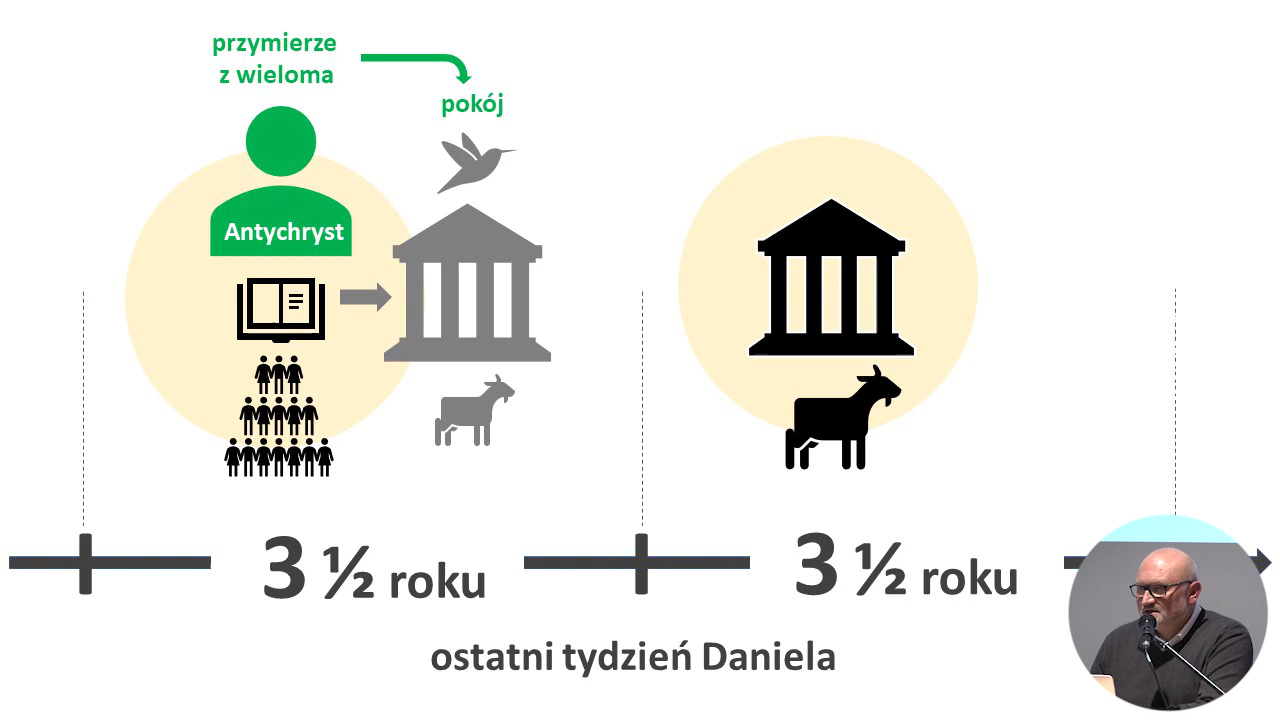 przymierze
z wieloma
pokój
Antychryst
3 ½ roku
3 ½ roku
ostatni tydzień Daniela